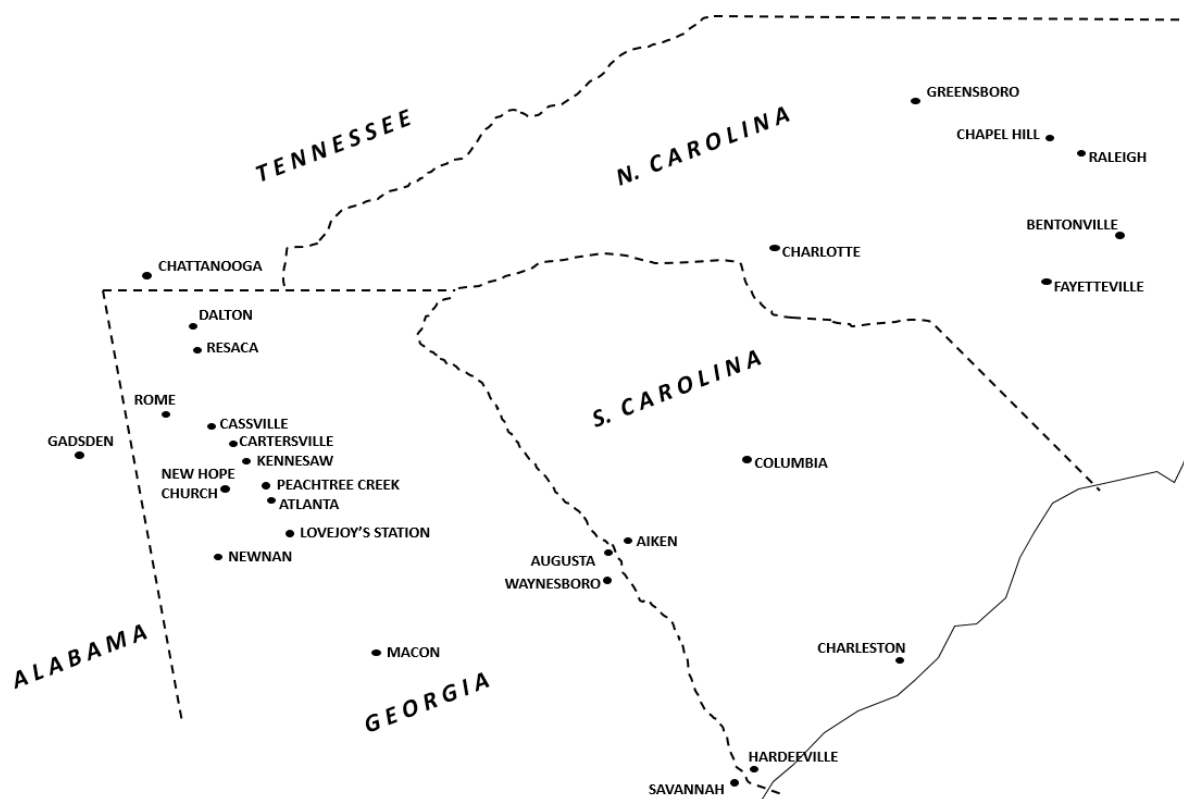 GREENSBORO
TENNESSEE
N. CAROLINA
CHAPEL HILL
RALEIGH
BENTONVILLE
CHARLOTTE
CHATTANOOGA
FAYETTEVILLE
DALTON
RESACA
S. CAROLINA
ROME
CASSVILLE
GADSDEN
CARTERSVILLE
KENNESAW
COLUMBIA
NEW HOPE
CHURCH
PEACHTREE CREEK
ATLANTA
LOVEJOY'S STATION
AIKEN
NEWNAN
AUGUSTA
WAYNESBORO
ALABAMA
MACON
CHARLESTON
GEORGIA
HARDEEVILLE
SAVANNAH